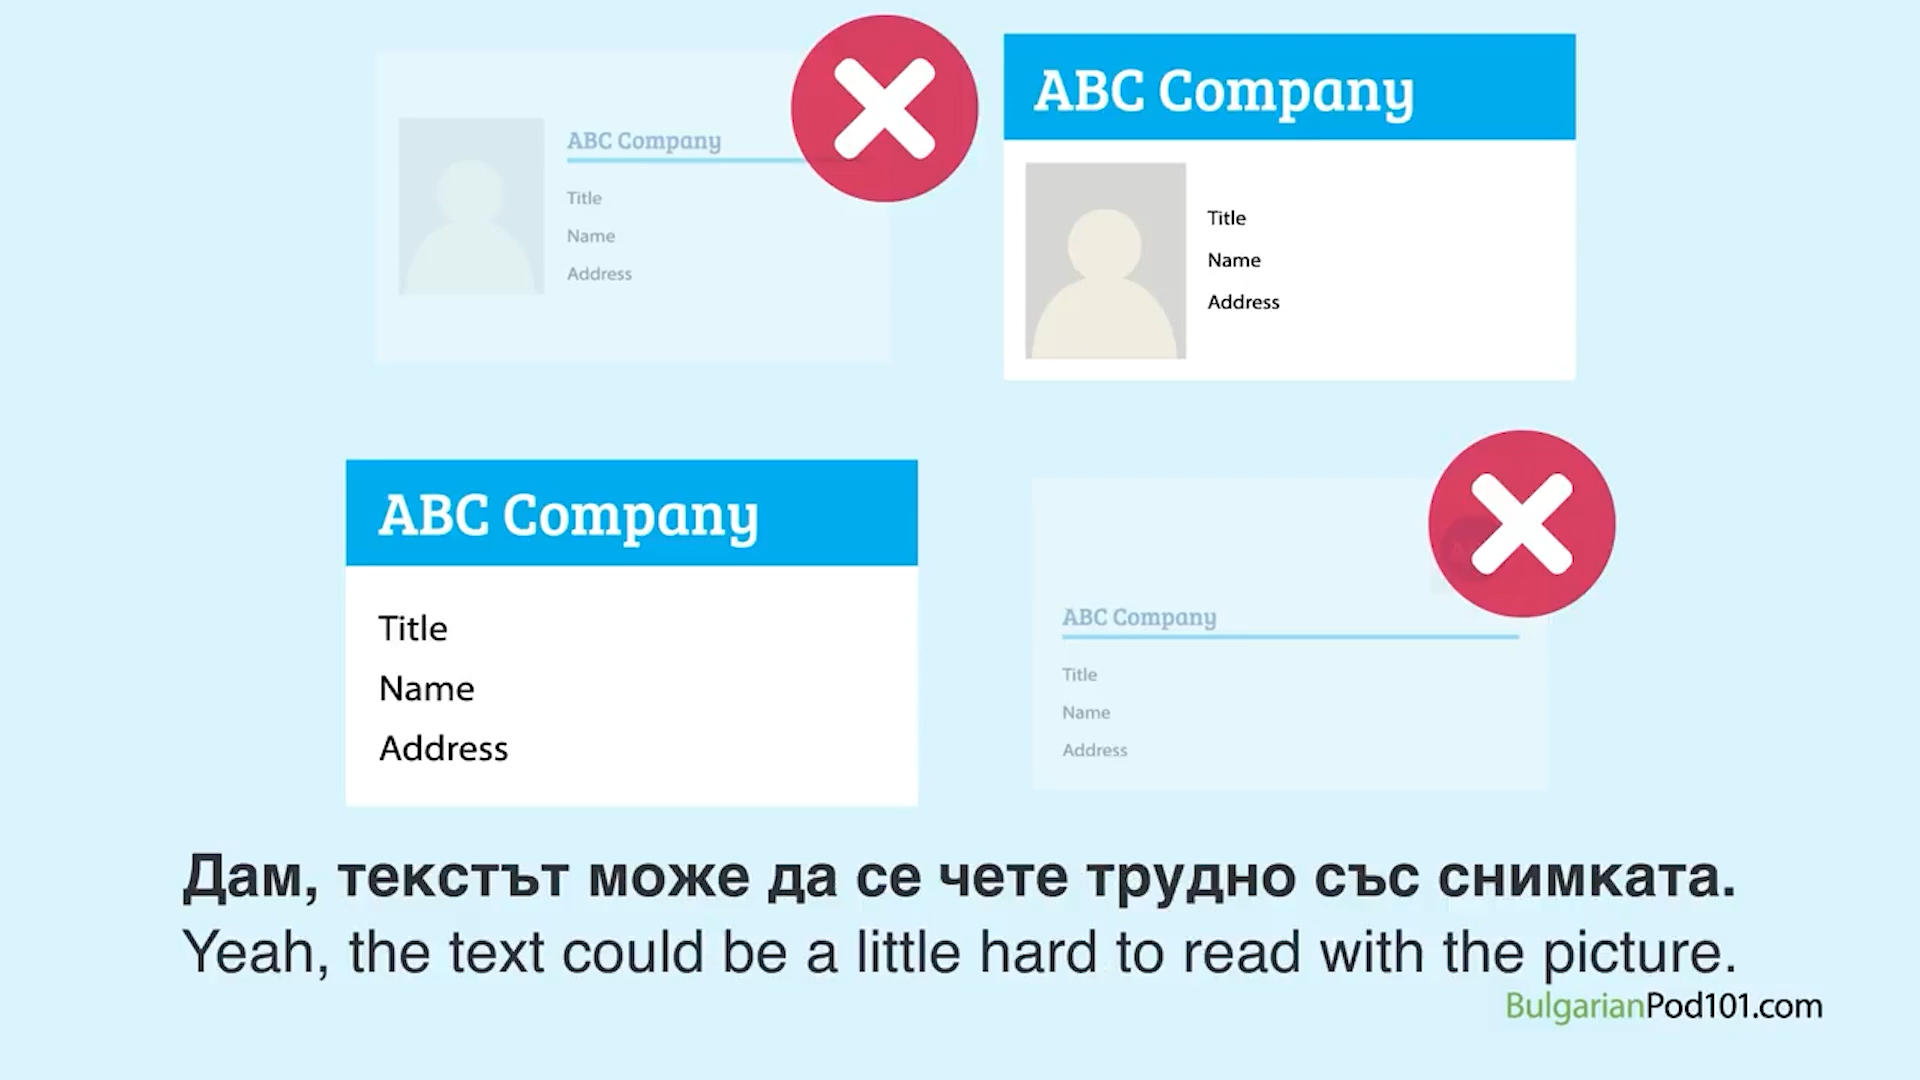 ABC Company
Title
Name
Address
ABC Company
Title
Name
Address
ABC Company
Title
Name
Address
ABC Company
Title
Name
Address
Дам, текстът може да се чете трудно със снимката.
Yeah, the text could be a little hard to read with the picture.
BulgarianPod101.com